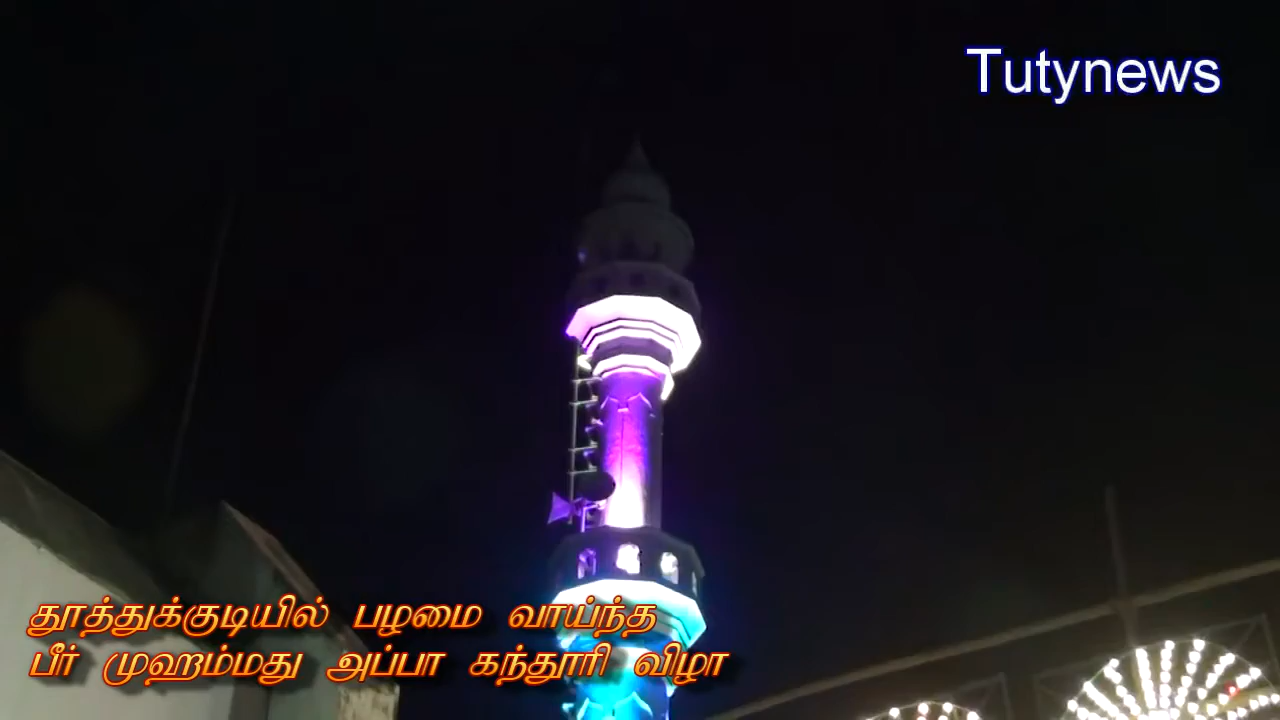 Tutynews
தூத்துக்குடியில் பழமை வாய்ந்த
பீர் முஹம்மது அப்பா கந்தூரி விழா